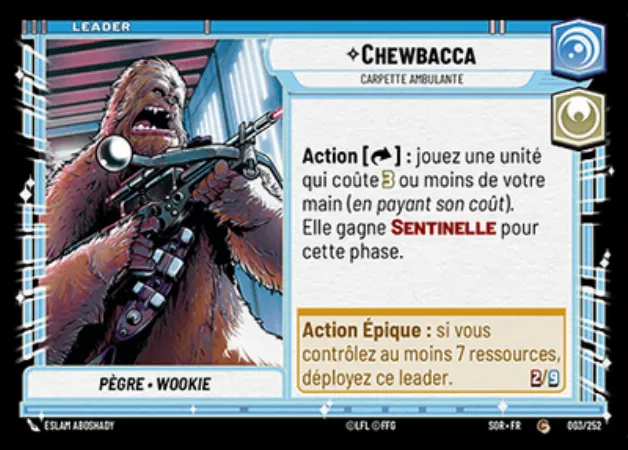 LEADER
CHEWBACCA
CARPETTE AMBULANTE
Action [ ] : jouez une unité
qui coûte 3 ou moins de votre
main (en payant son coût).
Elle gagne SENTINELLE pour
cette phase.
Action Épique : si vous
contrôlez au moins 7 ressources,
déployez ce leader. 2/9
PÈGRE • WOOKIE
ESLAM ABOSHADY ©LFL ©FFG SOR • FR C 003/252